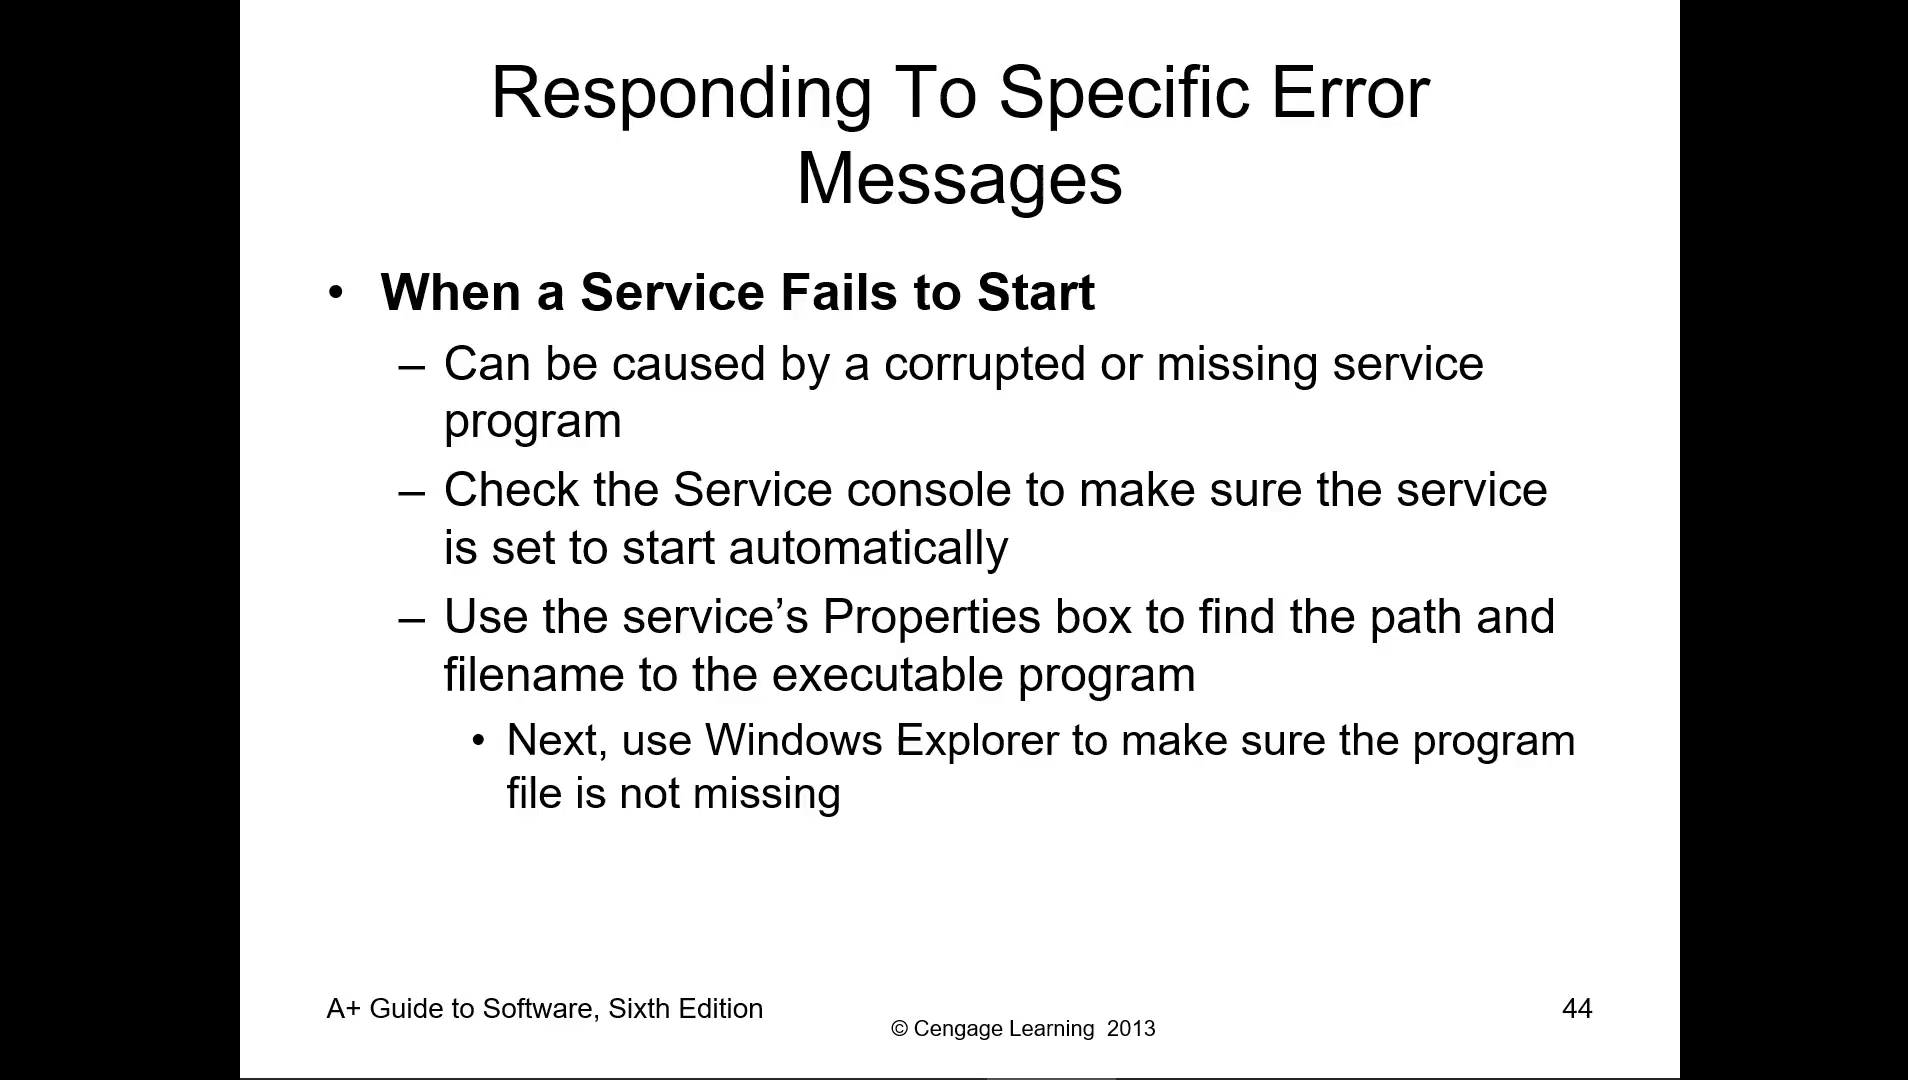 Responding To Specific Error
Messages
• When a Service Fails to Start
– Can be caused by a corrupted or missing service
program
– Check the Service console to make sure the service
is set to start automatically
– Use the service’s Properties box to find the path and
filename to the executable program
• Next, use Windows Explorer to make sure the program
file is not missing
A+ Guide to Software, Sixth Edition
© Cengage Learning 2013
44